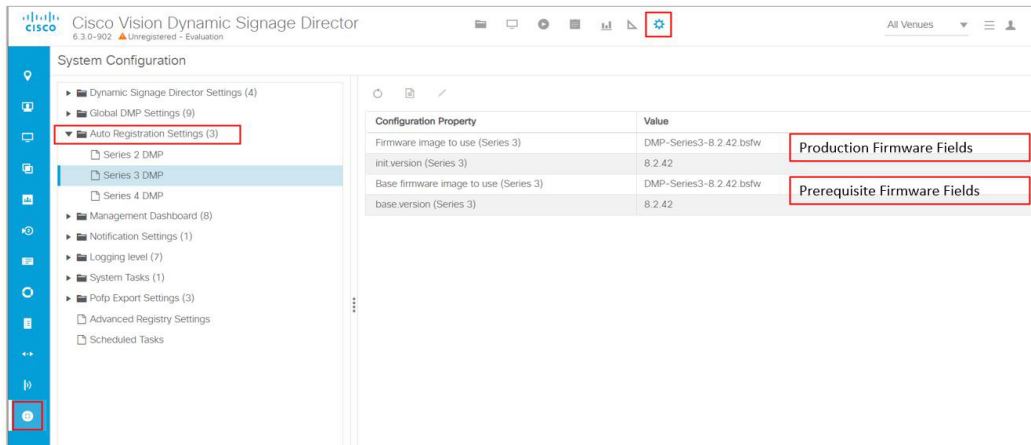 CISCO
Cisco Vision Dynamic Signage Director
6.3.0-902 Unregistered - Evaluation
All Venues
System Configuration
Dynamic Signage Director Settings (4)
Global DMP Settings (9)
Auto Registration Settings (3)
Series 2 DMP
Series 3 DMP
Series 4 DMP
Management Dashboard (8)
Notification Settings (1)
Logging level (7)
System Tasks (1)
Pofp Export Settings (3)
Advanced Registry Settings
Scheduled Tasks
Configuration Property Value
Firmware image to use (Series 3) DMP-Series3-8.2.42.bsfw
init.version (Series 3) 8.2.42
Production Firmware Fields
Base firmware image to use (Series 3) DMP-Series3-8.2.42.bsfw
base.version (Series 3) 8.2.42
Prerequisite Firmware Fields